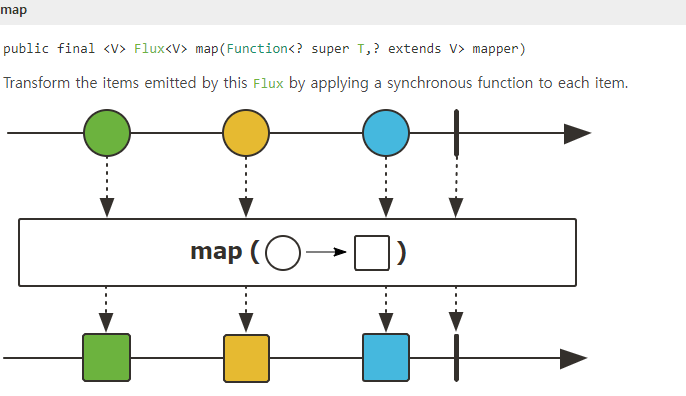 map
public final <V> Flux<V> map(Function<? super T,? extends V> mapper)
Transform the items emitted by this Flux by applying a synchronous function to each item.
map ( )